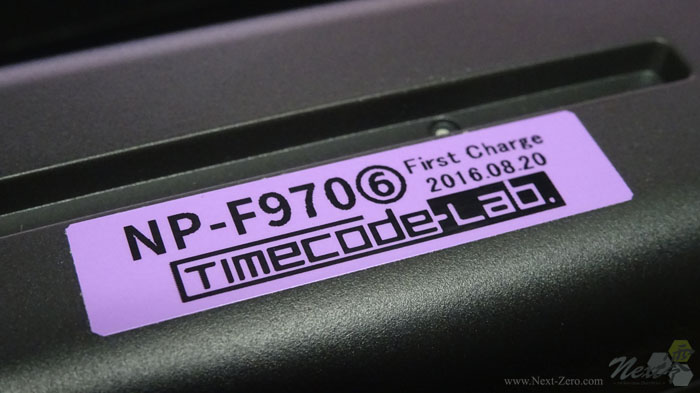 NP-F970⑥ First Charge
2016.08.20
TIMECODE-LAB.
www.Next-Zero.com